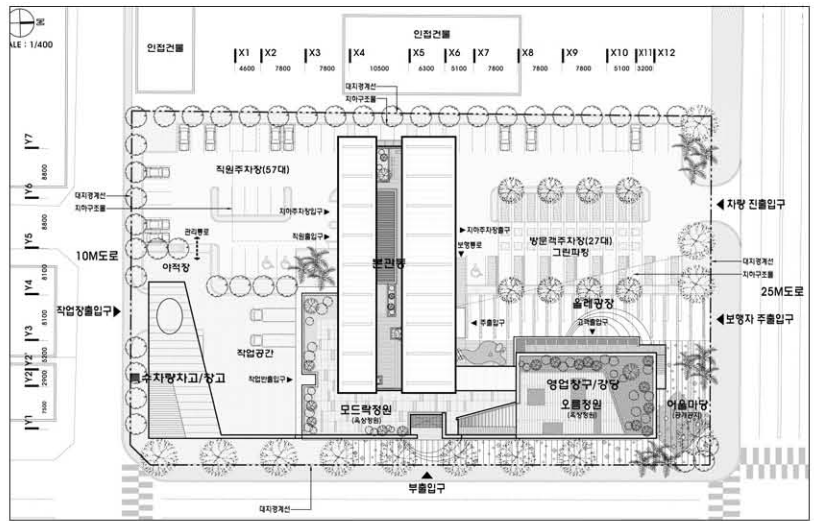 ALE : 1/400
인접건물
인접건물
X1 X2 X3 X4 X5 X6 X7 X8 X9 X10 X11 X12
4600 7800 7800 10500 6300 5100 7800 7800 7800 5100 3200
대지경계선
지하구조물
Y7
8800
Y6
8800
Y5
8100
Y4
8100
Y3
5200
Y2'
2900
Y2
7500
Y1
직원주차장(57대)
대지경계선
지하구조물
지하주차장입구
직원출입구
관리통로
10M도로
야적장
본관동
지하주차장출구
보행통로
방문객주차장(27대)
그린파킹
차량 진출입구
대지경계선
지하구조물
25M도로
작업장출입구
올레광장
주출입구
고객출입구
보행자 주출입구
작업공간
작업반출입구
특수차량차고/창고
영업창구/강당
모드락정원
(옥상정원)
오름정원
(옥상정원)
어울마당
(공개공지)
부출입구
대지경계선